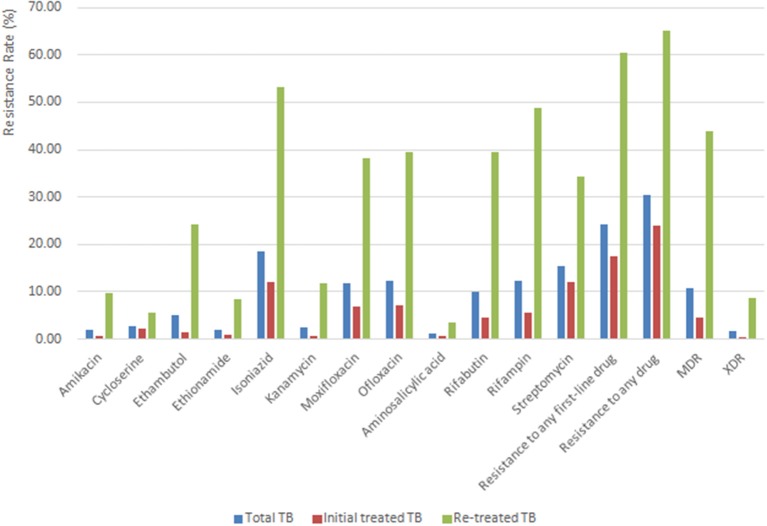 Resistance Rate (%)
70.00
60.00
50.00
40.00
30.00
20.00
10.00
0.00
Amikacin
Cycloserine
Ethambutol
Ethionamide
Isoniazid
Kanamycin
Moxifloxacin
Ofloxacin
Aminosalicylic acid
Rifabutin
Rifampin
Streptomycin
Resistance to any first-line drug
Resistance to any drug
MDR
XDR
Total TB
Initial treated TB
Re-treated TB